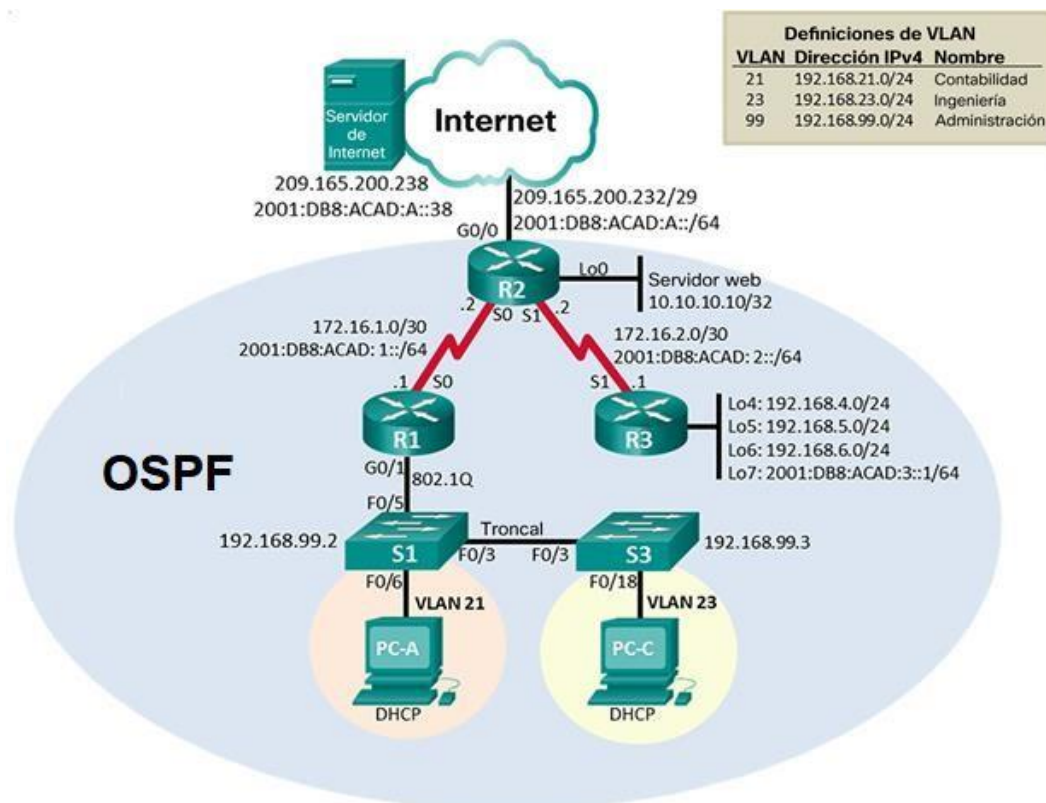 Definiciones de VLAN
VLAN Dirección IPv4 Nombre
21 192.168.21.0/24 Contabilidad
23 192.168.23.0/24 Ingeniería
99 192.168.99.0/24 Administración
Servidor
de
Internet
Internet
209.165.200.238
2001:DB8:ACAD:A::38
209.165.200.232/29
2001:DB8:ACAD:A::/64
G0/0
R2
Lo0
Servidor web
10.10.10.10/32
.2
S0
S1
.2
172.16.1.0/30
2001:DB8:ACAD: 1::/64
172.16.2.0/30
2001:DB8:ACAD: 2::/64
.1
S0
S1
.1
R1
R3
Lo4: 192.168.4.0/24
Lo5: 192.168.5.0/24
Lo6: 192.168.6.0/24
Lo7: 2001:DB8:ACAD:3::1/64
OSPF
G0/1
802.1Q
F0/5
192.168.99.2
S1
F0/3
Troncal
F0/3
S3
192.168.99.3
F0/6
VLAN 21
F0/18
VLAN 23
PC-A
PC-C
DHCP
DHCP